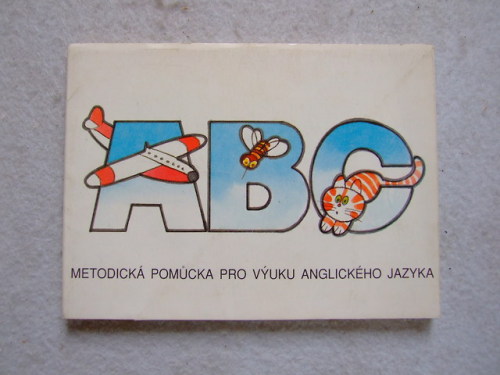 ABC
METODICKÁ POMŮCKA PRO VÝUKU ANGLICKÉHO JAZYKA